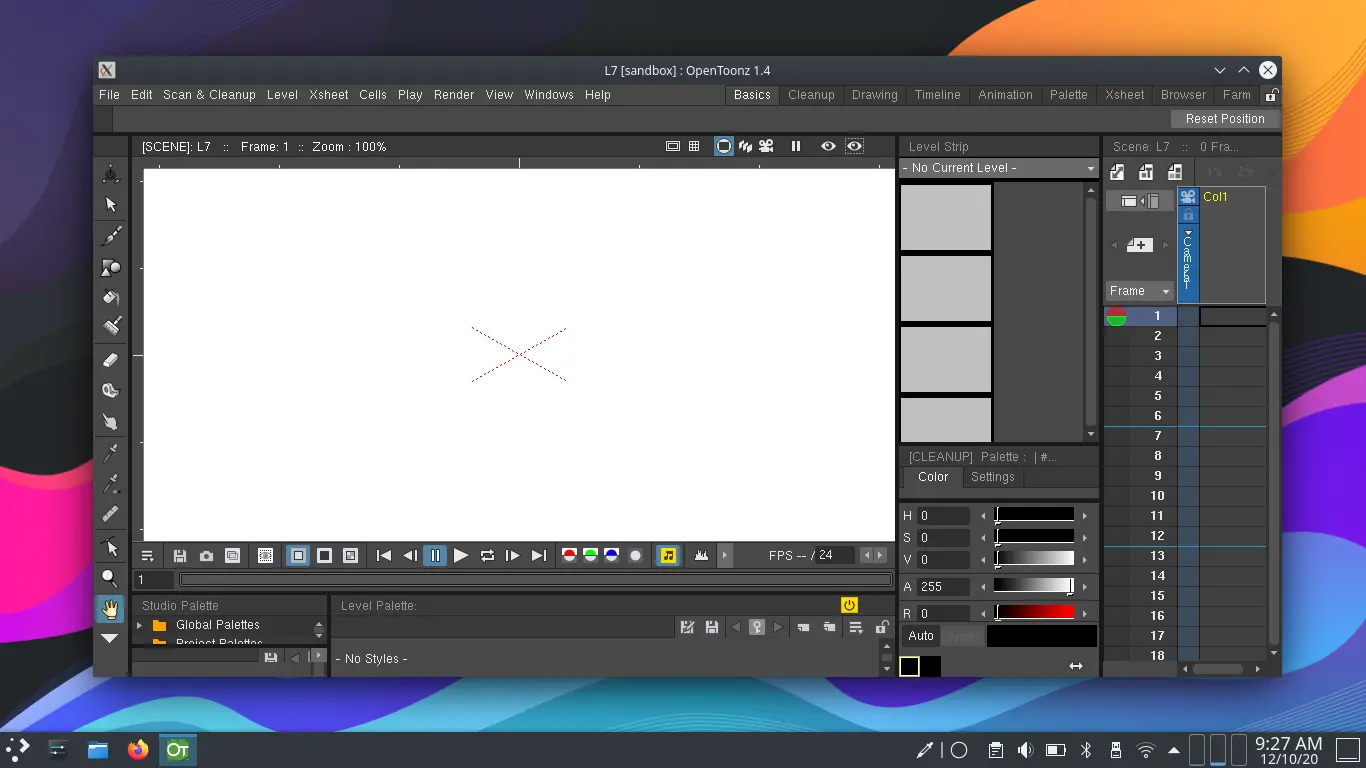 L7 [sandbox] : OpenToonz 1.4
File Edit Scan & Cleanup Level Xsheet Cells Play Render View Windows Help Basics Cleanup Drawing Timeline Animation Palette Xsheet Browser Farm
Reset Position
[SCENE]: L7 :: Frame: 1 :: Zoom : 100%
Level Strip
- No Current Level -
Scene: L7 :: 0 Fra...
1's 2's
Col1
Camera1
Frame
1
2
3
4
5
6
7
8
9
10
11
12
13
14
15
16
17
18
[CLEANUP] Palette : | #...
Color Settings
H 0
S 0
V 0
A 255
R 0
Auto Apply
FPS -- / 24
1
Studio Palette
Global Palettes
Project Palettes
Level Palette:
- No Styles -
OT
9:27 AM
12/10/20